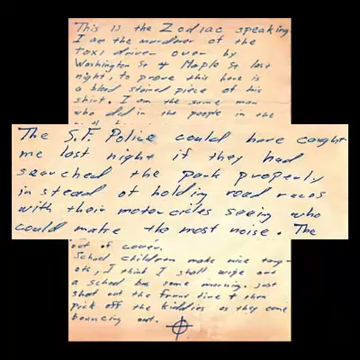 This is the Zodiac speaking.
I am the murderer of the
taxi driver over by
Washington St & Maple St last
night, to prove this here is
a blood stained piece of his
shirt. I am the same man
who did in the people in the
The S.F. Police could have caught
me last night if they had
searched the park properly
in stead of holding road races
with their motorcicles seeing who
could make the most noise. The
out of cover.
School children make nice targ-
ets, I think I shall wipe out
a school bus some morning. Just
shoot out the front tire & then
pick off the kiddies as they come
bouncing out.